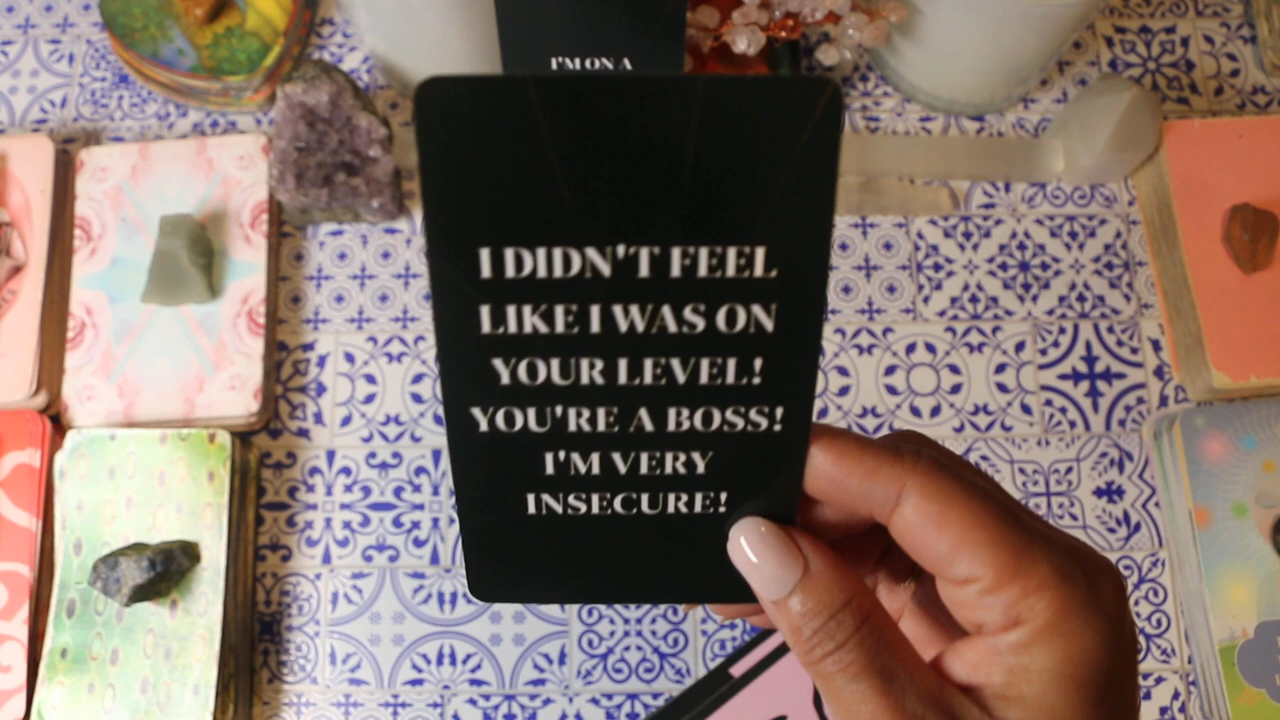 I'M ON A
I DIDN'T FEEL
LIKE I WAS ON
YOUR LEVEL!
YOU'RE A BOSS!
I'M VERY
INSECURE!